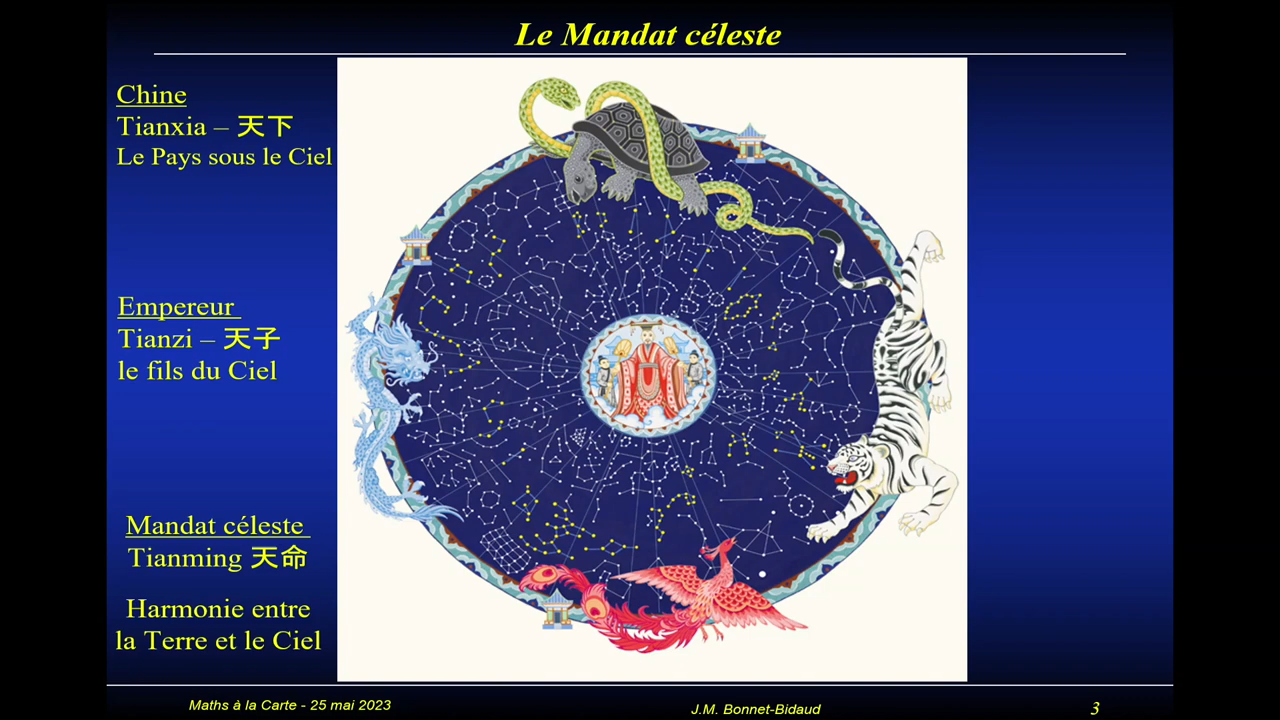 Le Mandat céleste
Chine
Tianxia – 天下
Le Pays sous le Ciel
Empereur
Tianzi – 天子
le fils du Ciel
Mandat céleste
Tianming 天命
Harmonie entre
la Terre et le Ciel
Maths à la Carte - 25 mai 2023
J.M. Bonnet-Bidaud
3